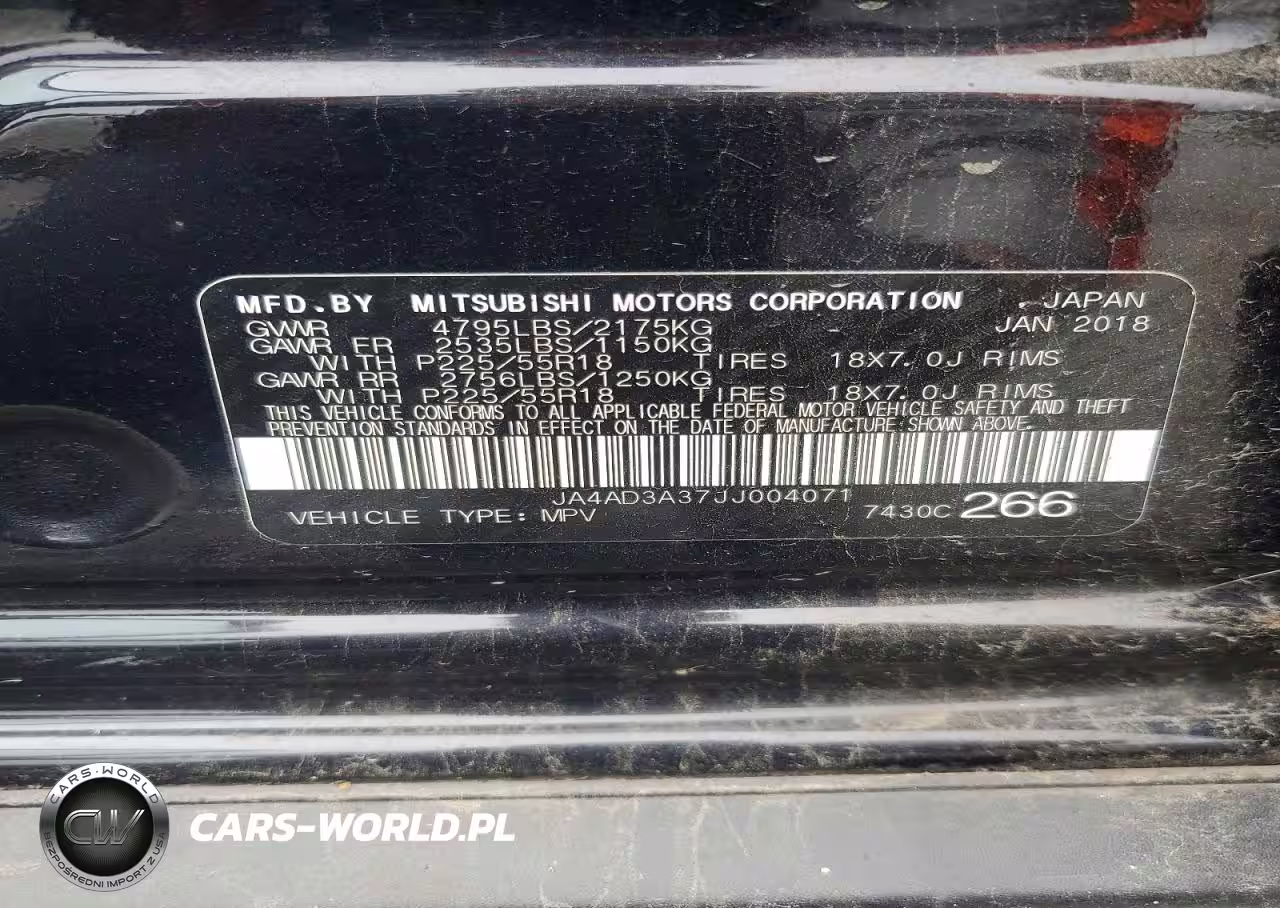 MFD.BY MITSUBISHI MOTORS CORPORATION . JAPAN
GVWR 4795LBS/2175KG JAN 2018
GAWR FR 2535LBS/1150KG
WITH P225/55R18 TIRES 18X7.0J RIMS
GAWR RR 2756LBS/1250KG
WITH P225/55R18 TIRES 18X7.0J RIMS
THIS VEHICLE CONFORMS TO ALL APPLICABLE FEDERAL MOTOR VEHICLE SAFETY AND THEFT
PREVENTION STANDARDS IN EFFECT ON THE DATE OF MANUFACTURE SHOWN ABOVE.
JA4AD3A37JJ004071
VEHICLE TYPE: MPV 7430C 266
CARS-WORLD
CW
BEZPOŚREDNI IMPORT Z USA
CARS-WORLD.PL